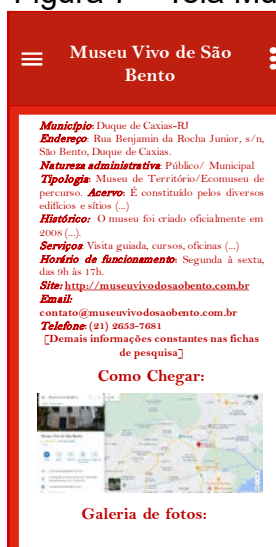 Museu Vivo de São
Bento
Município: Duque de Caxias-RJ
Endereço: Rua Benjamin da Rocha Junior, s/n,
São Bento, Duque de Caxias.
Natureza administrativa: Público/ Municipal
Tipologia: Museu de Território/Ecomuseu de
percurso. Acervo: É constituído pelos diversos
edifícios e sítios (...)
Histórico: O museu foi criado oficialmente em
2008 (...).
Serviços: Visita guiada, cursos, oficinas (...)
Horário de funcionamento: Segunda à sexta,
das 9h às 17h.
Site: http://museuvivodosaobento.com.br
Email:
contato@museuvivodosaobento.com.br
Telefone: (21) 2653-7681
[Demais informações constantes nas fichas
de pesquisa]
Como Chegar:
Galeria de fotos: